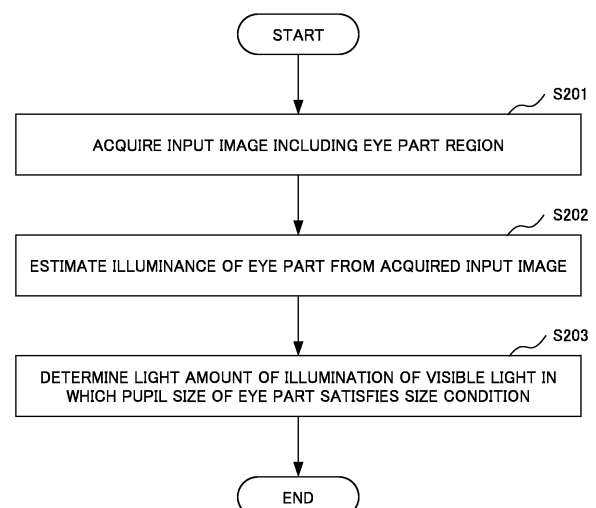 START
S201
ACQUIRE INPUT IMAGE INCLUDING EYE PART REGION
S202
ESTIMATE ILLUMINANCE OF EYE PART FROM ACQUIRED INPUT IMAGE
S203
DETERMINE LIGHT AMOUNT OF ILLUMINATION OF VISIBLE LIGHT IN
WHICH PUPIL SIZE OF EYE PART SATISFIES SIZE CONDITION
END